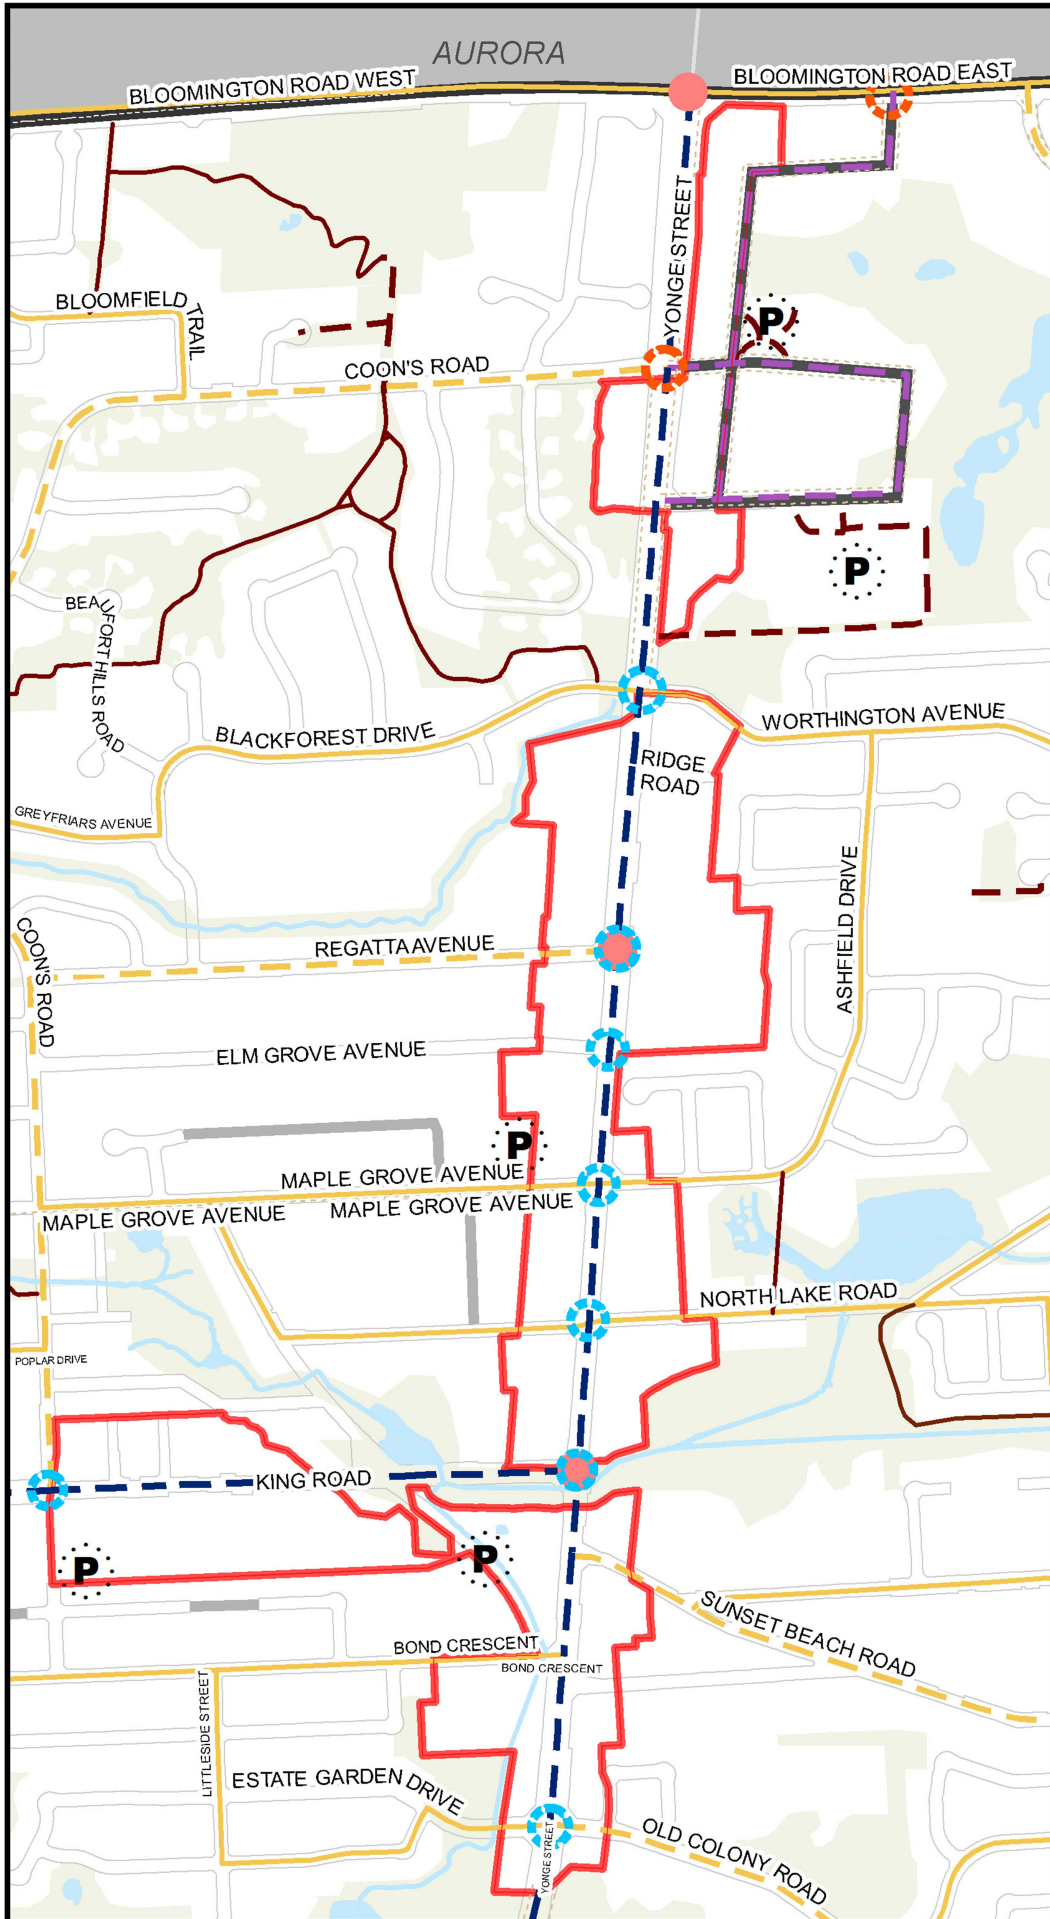 AURORA
BLOOMINGTON ROAD WEST
BLOOMINGTON ROAD EAST
YONGE STREET
BLOOMFIELD TRAIL
P
COON'S ROAD
P
BEAUFORT HILLS ROAD
BLACKFOREST DRIVE
WORTHINGTON AVENUE
RIDGE
ROAD
GREYFRIARS AVENUE
ASHFIELD DRIVE
COON'S ROAD
REGATTA AVENUE
ELM GROVE AVENUE
P
MAPLE GROVE AVENUE
MAPLE GROVE AVENUE
MAPLE GROVE AVENUE
NORTH LAKE ROAD
POPLAR DRIVE
KING ROAD
P
P
SUNSET BEACH ROAD
BOND CRESCENT
BOND CRESCENT
LITTLESIDE STREET
ESTATE GARDEN DRIVE
OLD COLONY ROAD
YONGE STREET